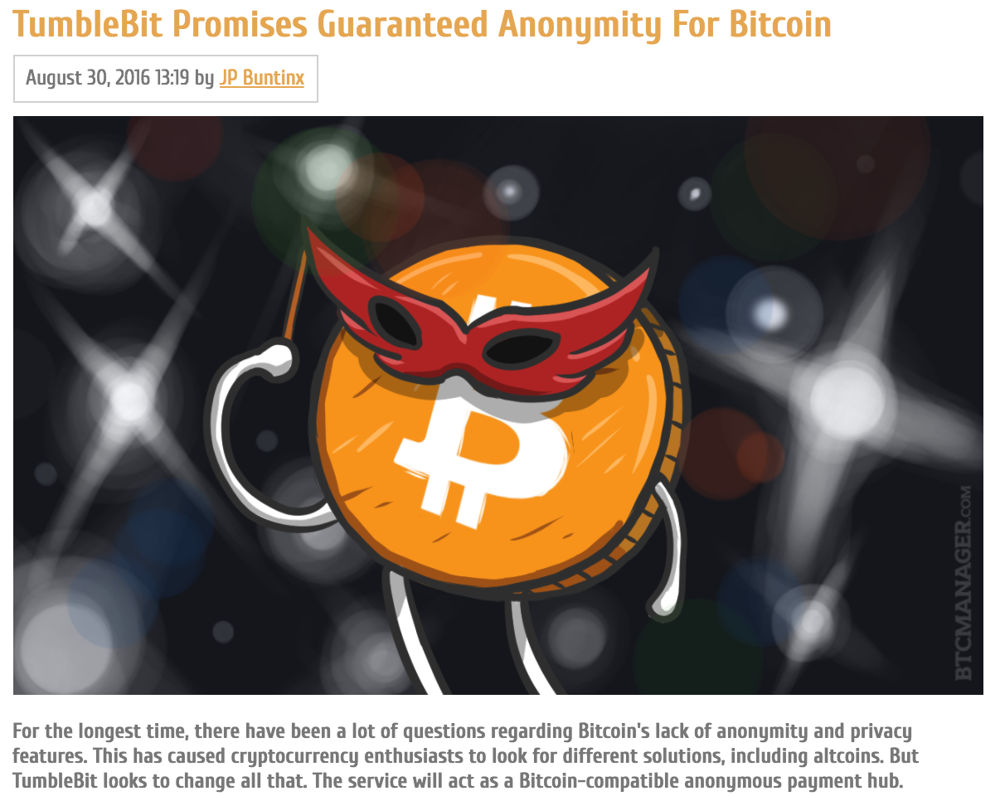 TumbleBit Promises Guaranteed Anonymity For Bitcoin
August 30, 2016 13:19 by JP Buntinx
BTCMANAGER.COM
For the longest time, there have been a lot of questions regarding Bitcoin's lack of anonymity and privacy
features. This has caused cryptocurrency enthusiasts to look for different solutions, including altcoins. But
TumbleBit looks to change all that. The service will act as a Bitcoin-compatible anonymous payment hub.